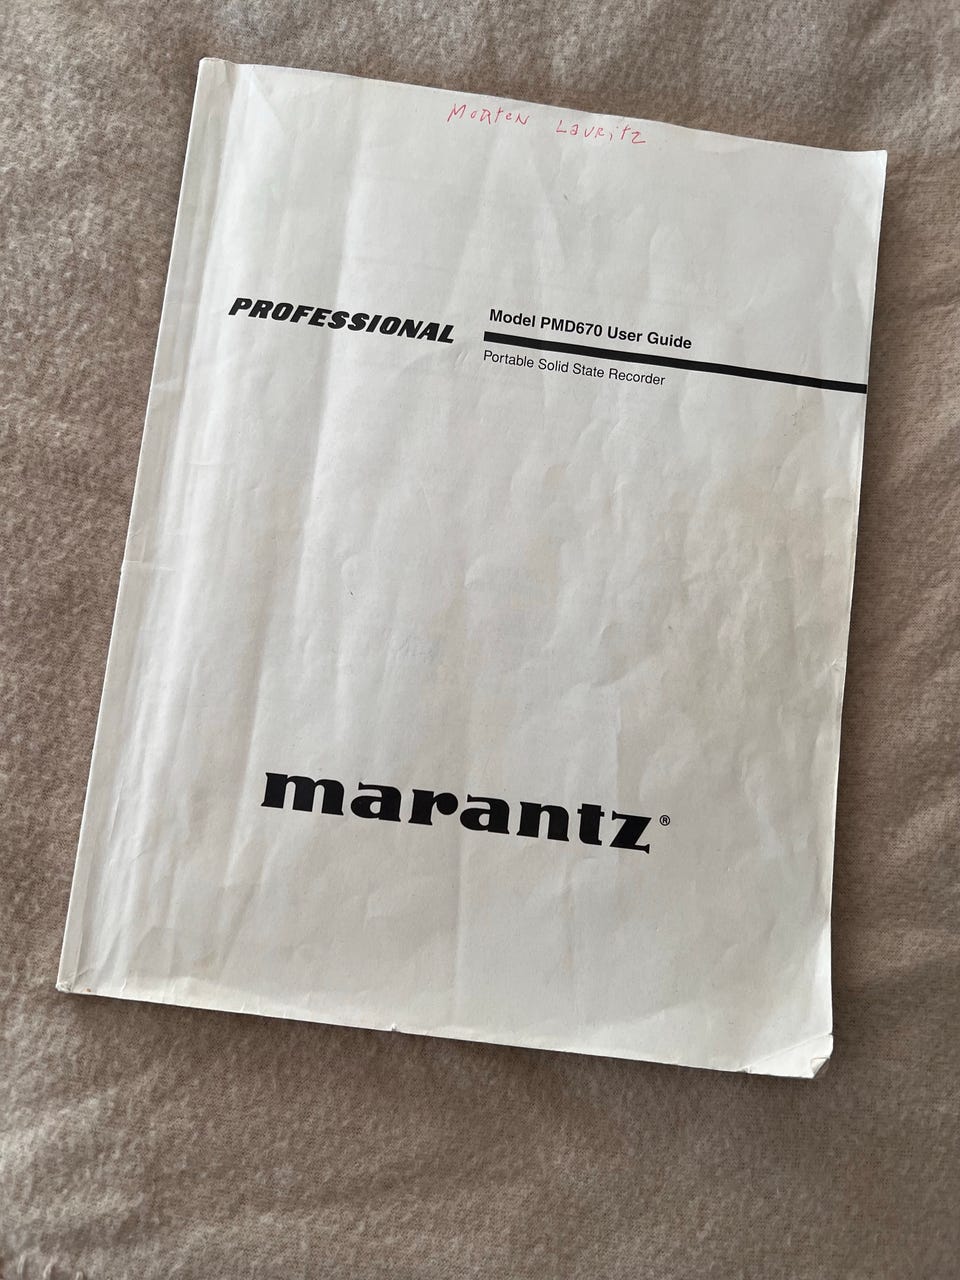 MORTEN LAURITZ
PROFESSIONAL
Model PMD670 User Guide
Portable Solid State Recorder
marantz®